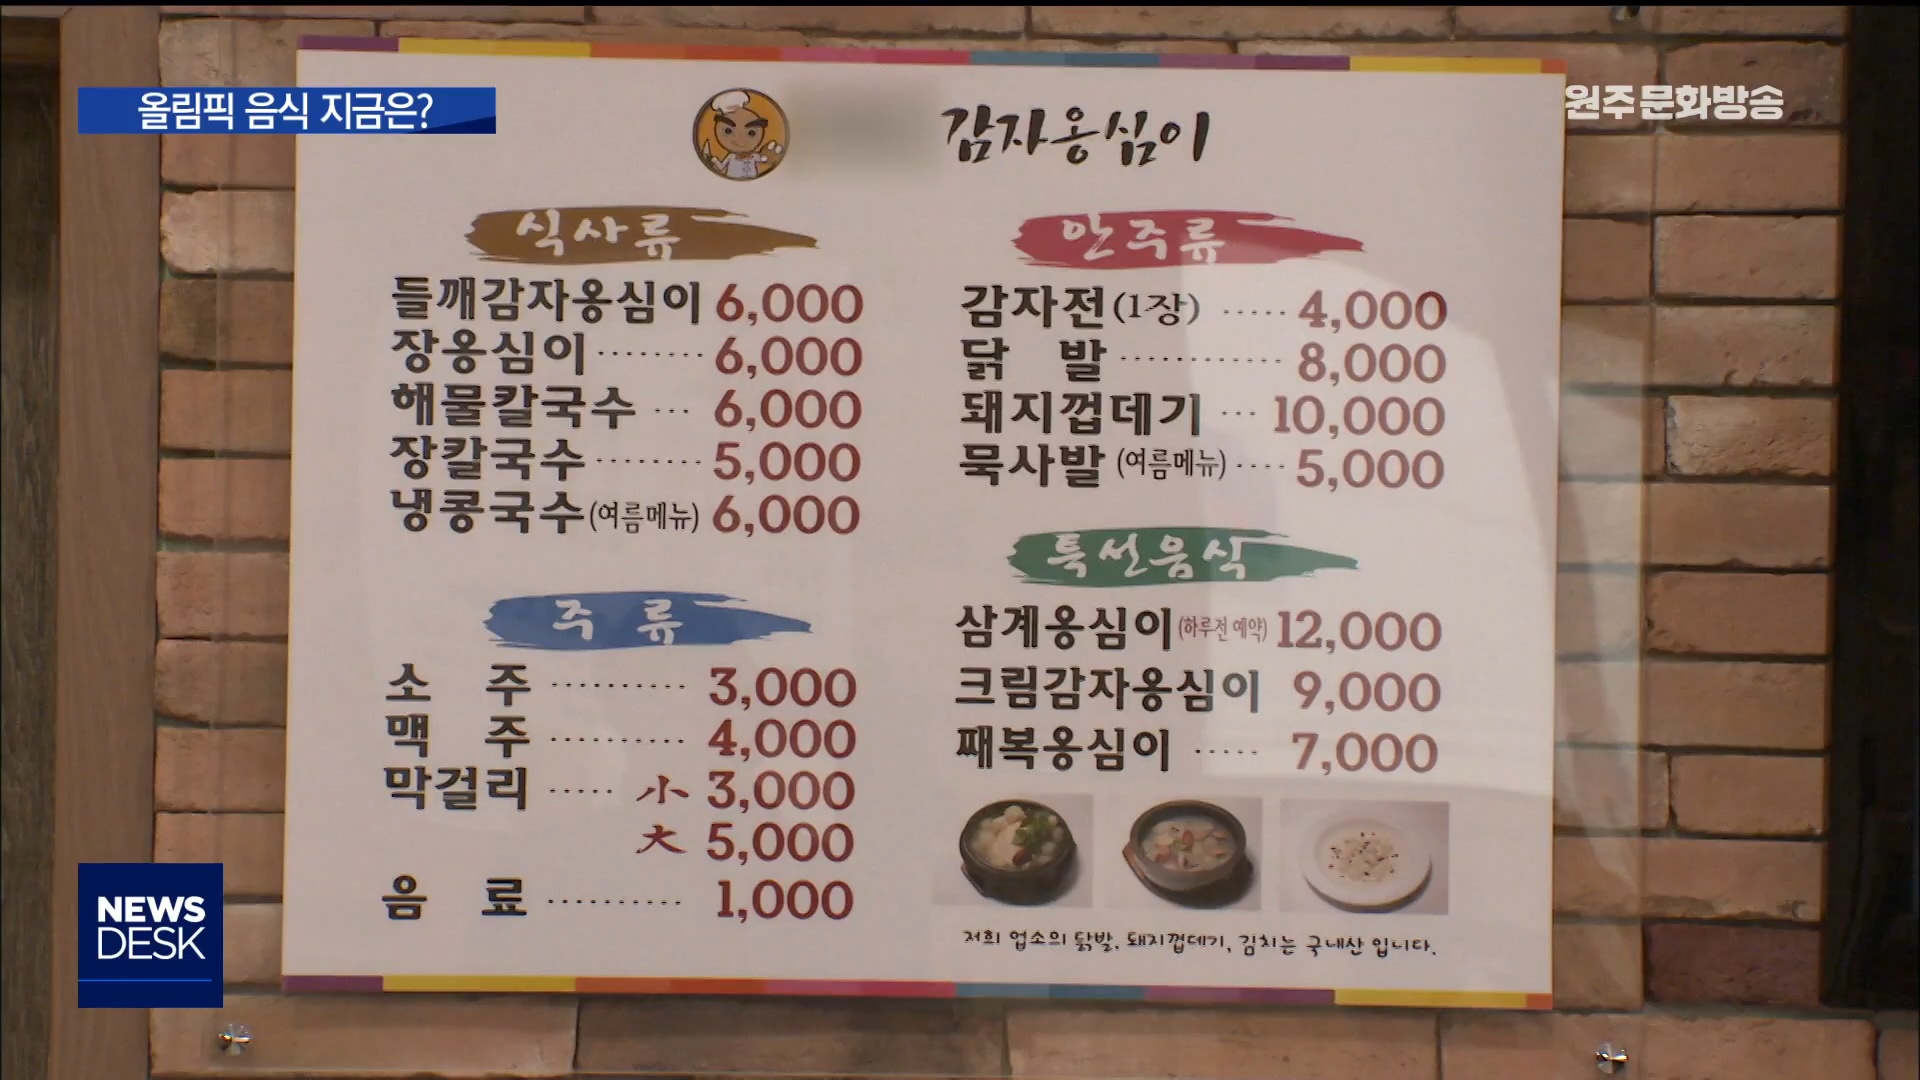 올림픽 음식 지금은?
원주문화방송
감자옹심이
식사류
들깨감자옹심이 6,000
장옹심이 ········ 6,000
해물칼국수 ··· 6,000
장칼국수 ········ 5,000
냉콩국수(여름메뉴) 6,000
주 류
소 주 ·········· 3,000
맥 주 ·········· 4,000
막걸리 ····· 小 3,000
大 5,000
음 료 ·········· 1,000
안주류
감자전(1장) ····· 4,000
닭 발 ············ 8,000
돼지껍데기 ··· 10,000
묵사발 (여름메뉴) ···· 5,000
특선음식
삼계옹심이(하루전 예약) 12,000
크림감자옹심이 9,000
째복옹심이 ····· 7,000
저희 업소의 닭발, 돼지껍데기, 김치는 국내산 입니다.
NEWS
DESK